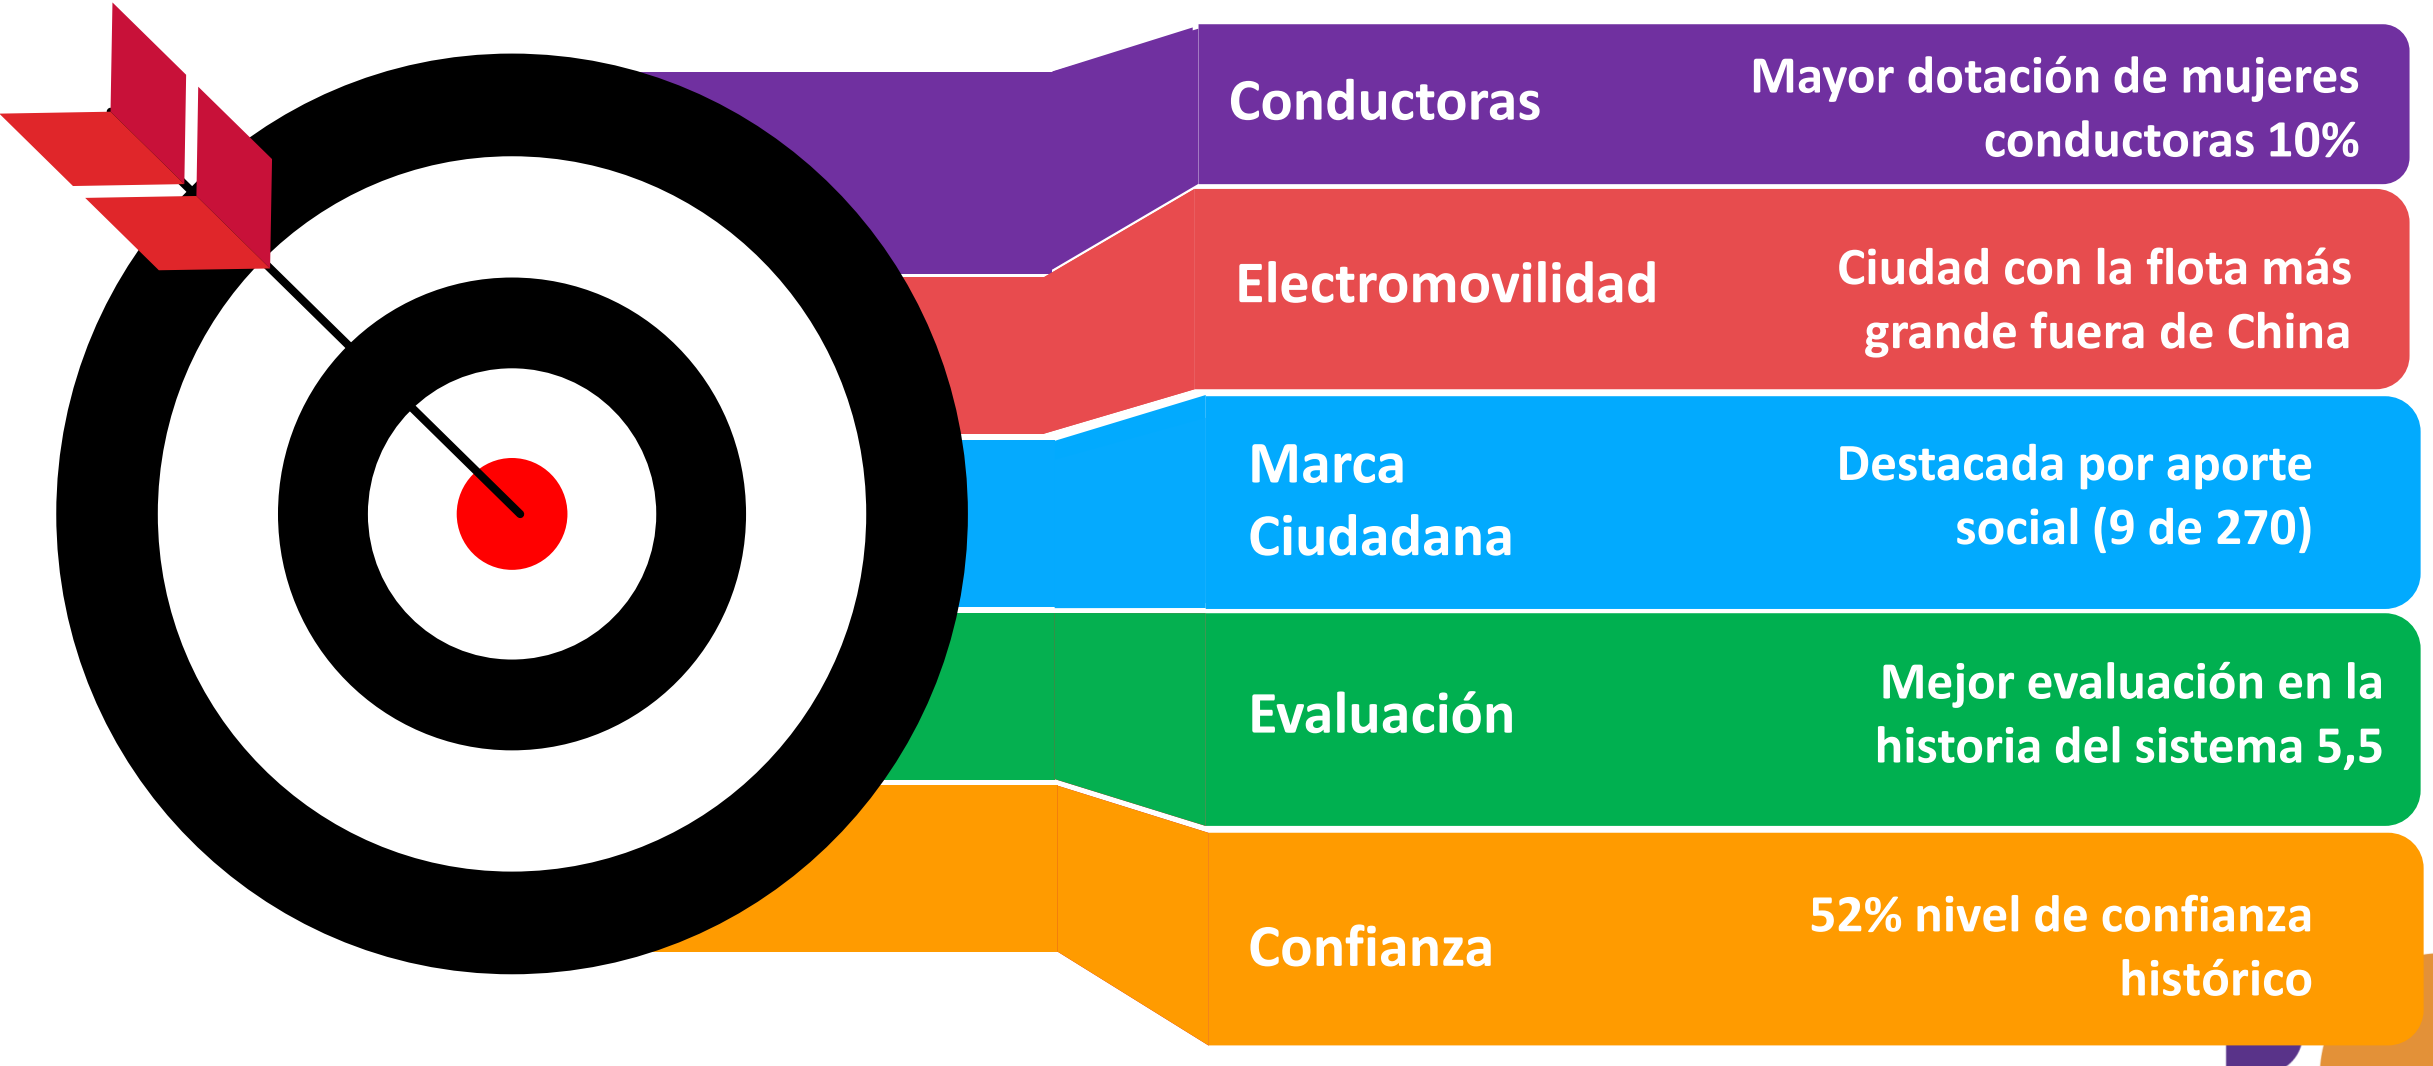 Conductoras
Mayor dotación de mujeres
conductoras 10%
Electromovilidad
Ciudad con la flota más
grande fuera de China
Marca
Ciudadana
Destacada por aporte
social (9 de 270)
Evaluación
Mejor evaluación en la
historia del sistema 5,5
Confianza
52% nivel de confianza
histórico